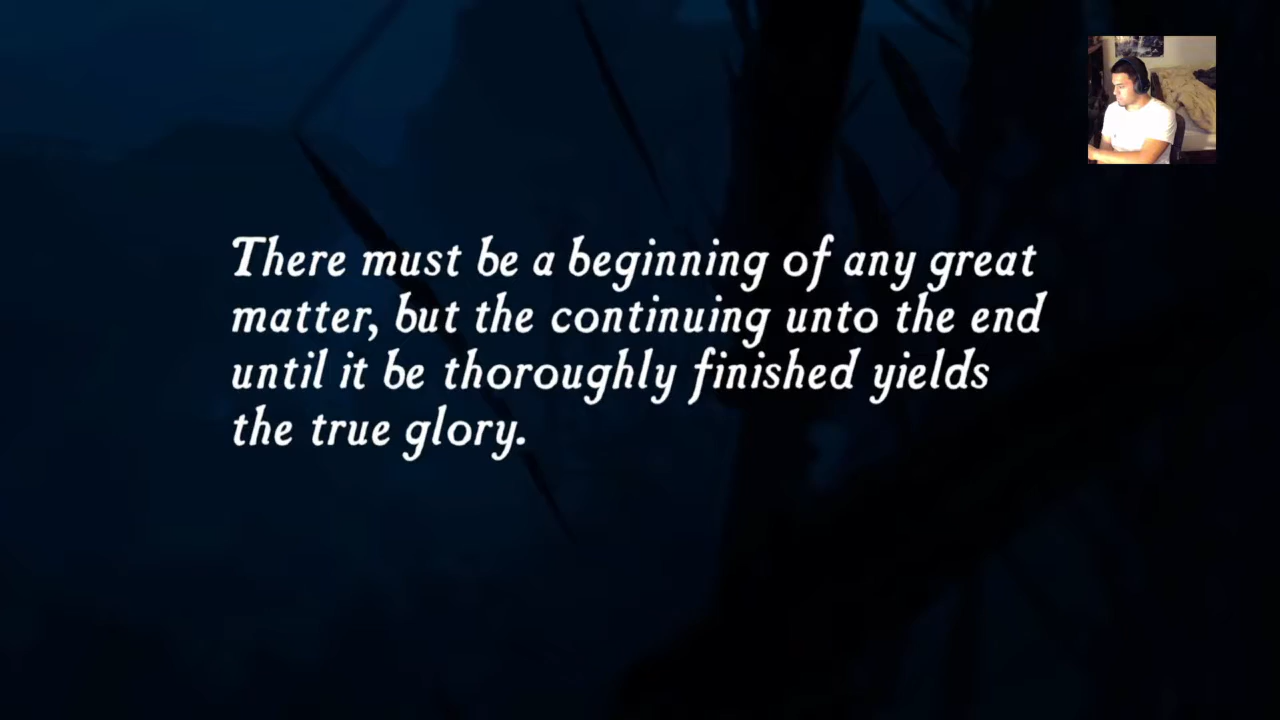 There must be a beginning of any great
matter, but the continuing unto the end
until it be thoroughly finished yields
the true glory.